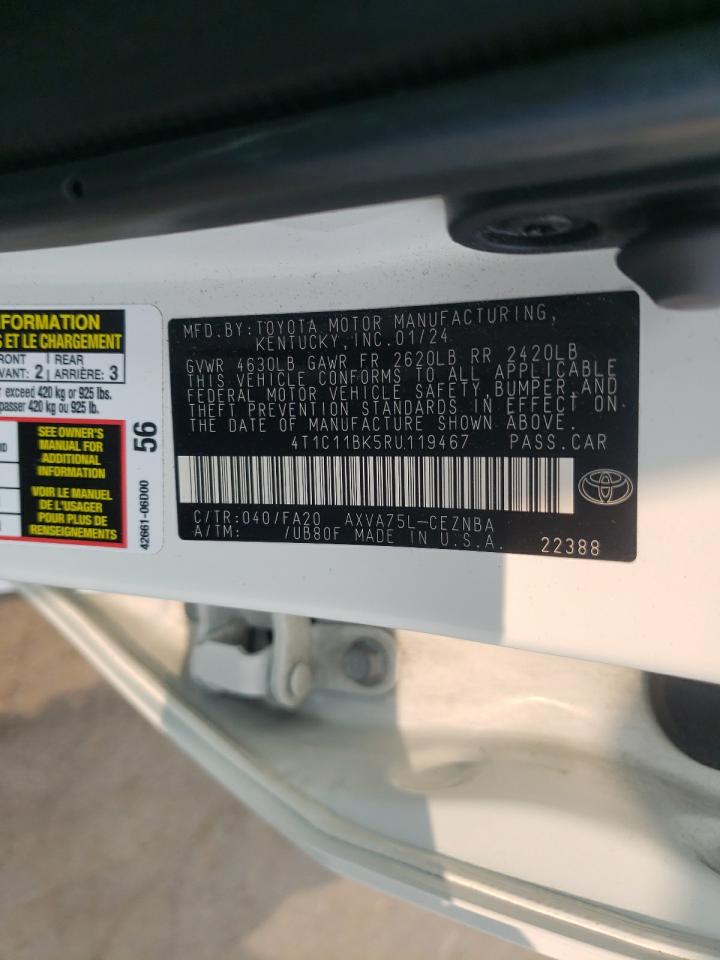 NFORMATION
S ET LE CHARGEMENT
FRONT REAR
VANT: 2 ARRIÈRE: 3
r exceed 420 kg or 925 lbs.
passer 420 kg ou 925 lb.
SEE OWNER'S
MANUAL FOR
ADDITIONAL
INFORMATION
VOIR LE MANUEL
DE L'USAGER
POUR PLUS DE
RENSEIGNEMENTS
56
42661-06D00
MFD.BY:TOYOTA MOTOR MANUFACTURING,
KENTUCKY,INC.01/24
GVWR 4630LB GAWR FR 2620LB RR 2420LB
THIS VEHICLE CONFORMS TO ALL APPLICABLE
FEDERAL MOTOR VEHICLE SAFETY,BUMPER,AND
THEFT PREVENTION STANDARDS IN EFFECT ON
THE DATE OF MANUFACTURE SHOWN ABOVE.
4T1C11BK5RU119467 PASS.CAR
C/TR:040/FA20 AXVA75L-CEZNBA
A/TM: /UB80F MADE IN U.S.A.
22388